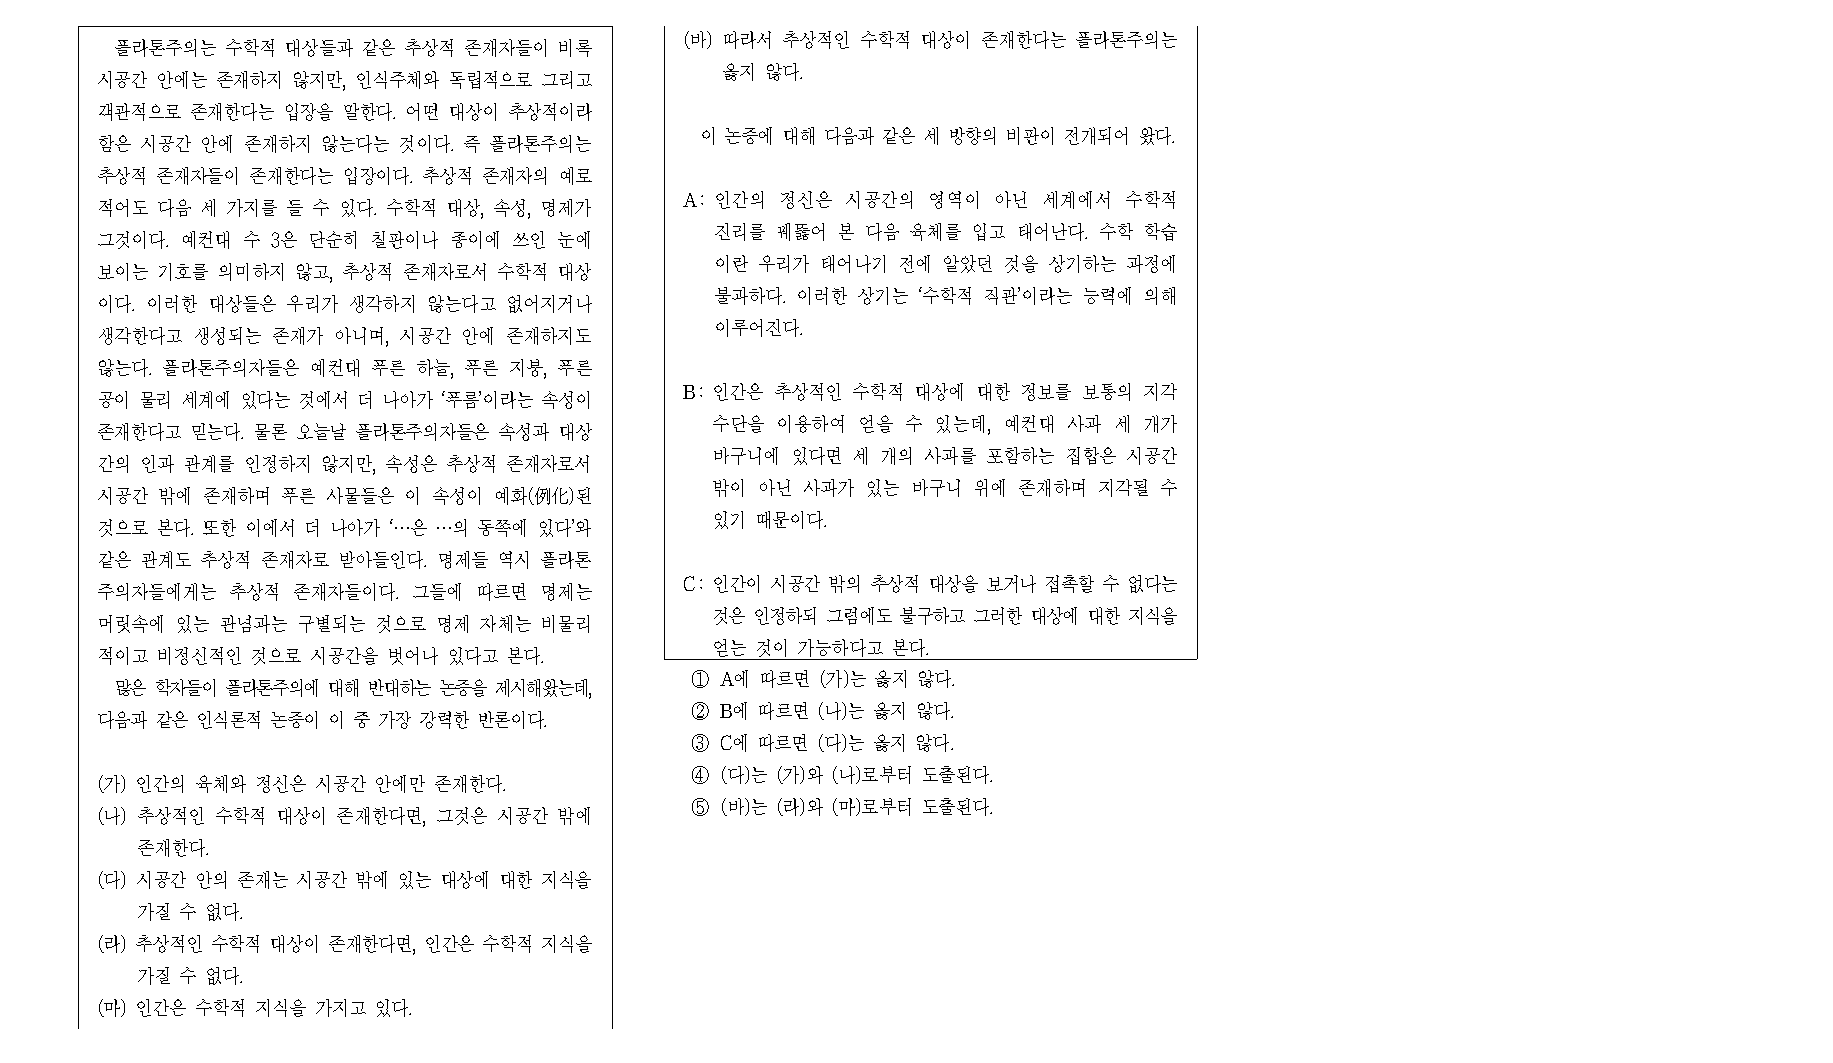 플라톤주의는 수학적 대상들과 같은 추상적 존재자들이 비록
시공간 안에는 존재하지 않지만, 인식주체와 독립적으로 그리고
객관적으로 존재한다는 입장을 말한다. 어떤 대상이 추상적이라
함은 시공간 안에 존재하지 않는다는 것이다. 즉 플라톤주의는
추상적 존재자들이 존재한다는 입장이다. 추상적 존재자의 예로
적어도 다음 세 가지를 들 수 있다. 수학적 대상, 속성, 명제가
그것이다. 예컨대 수 3은 단순히 칠판이나 종이에 쓰인 눈에
보이는 기호를 의미하지 않고, 추상적 존재자로서 수학적 대상
이다. 이러한 대상들은 우리가 생각하지 않는다고 없어지거나
생각한다고 생성되는 존재가 아니며, 시공간 안에 존재하지도
않는다. 플라톤주의자들은 예컨대 푸른 하늘, 푸른 지붕, 푸른
공이 물리 세계에 있다는 것에서 더 나아가 ‘푸름’이라는 속성이
존재한다고 믿는다. 물론 오늘날 플라톤주의자들은 속성과 대상
간의 인과 관계를 인정하지 않지만, 속성은 추상적 존재자로서
시공간 밖에 존재하며 푸른 사물들은 이 속성이 예화(例化)된
것으로 본다. 또한 이에서 더 나아가 ‘…은 …의 동쪽에 있다’와
같은 관계도 추상적 존재자로 받아들인다. 명제들 역시 플라톤
주의자들에게는 추상적 존재자들이다. 그들에 따르면 명제는
머릿속에 있는 관념과는 구별되는 것으로 명제 자체는 비물리
적이고 비정신적인 것으로 시공간을 벗어나 있다고 본다.
많은 학자들이 플라톤주의에 대해 반대하는 논증을 제시해왔는데,
다음과 같은 인식론적 논증이 이 중 가장 강력한 반론이다.
(가) 인간의 육체와 정신은 시공간 안에만 존재한다.
(나) 추상적인 수학적 대상이 존재한다면, 그것은 시공간 밖에
존재한다.
(다) 시공간 안의 존재는 시공간 밖에 있는 대상에 대한 지식을
가질 수 없다.
(라) 추상적인 수학적 대상이 존재한다면, 인간은 수학적 지식을
가질 수 없다.
(마) 인간은 수학적 지식을 가지고 있다.
(바) 따라서 추상적인 수학적 대상이 존재한다는 플라톤주의는
옳지 않다.
이 논증에 대해 다음과 같은 세 방향의 비판이 전개되어 왔다.
A: 인간의 정신은 시공간의 영역이 아닌 세계에서 수학적
진리를 꿰뚫어 본 다음 육체를 입고 태어난다. 수학 학습
이란 우리가 태어나기 전에 알았던 것을 상기하는 과정에
불과하다. 이러한 상기는 ‘수학적 직관’이라는 능력에 의해
이루어진다.
B: 인간은 추상적인 수학적 대상에 대한 정보를 보통의 지각
수단을 이용하여 얻을 수 있는데, 예컨대 사과 세 개가
바구니에 있다면 세 개의 사과를 포함하는 집합은 시공간
밖이 아닌 사과가 있는 바구니 위에 존재하며 지각될 수
있기 때문이다.
C: 인간이 시공간 밖의 추상적 대상을 보거나 접촉할 수 없다는
것은 인정하되 그럼에도 불구하고 그러한 대상에 대한 지식을
얻는 것이 가능하다고 본다.
① A에 따르면 (가)는 옳지 않다.
② B에 따르면 (나)는 옳지 않다.
③ C에 따르면 (다)는 옳지 않다.
④ (다)는 (가)와 (나)로부터 도출된다.
⑤ (바)는 (라)와 (마)로부터 도출된다.